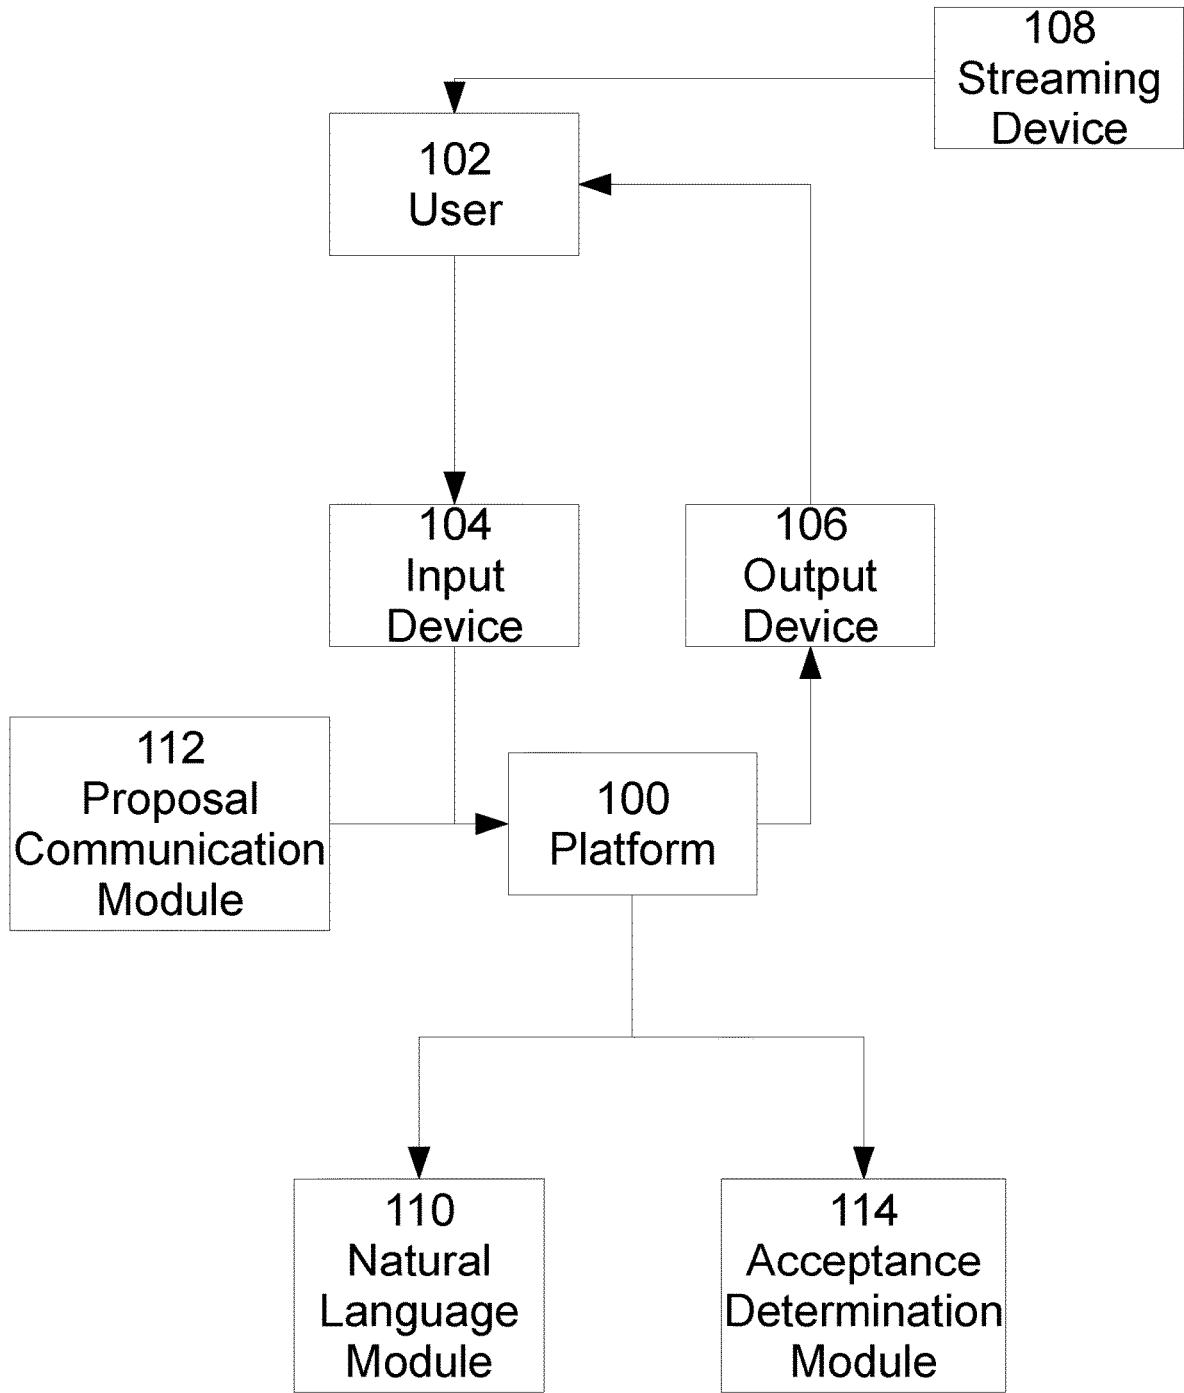 108
Streaming
Device
102
User
104
Input
Device
106
Output
Device
112
Proposal
Communication
Module
100
Platform
110
Natural
Language
Module
114
Acceptance
Determination
Module